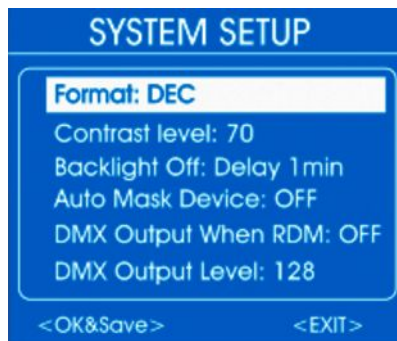 SYSTEM SETUP
Format: DEC
Contrast level: 70
Backlight Off: Delay 1min
Auto Mask Device: OFF
DMX Output When RDM: OFF
DMX Output Level: 128
<OK&Save> <EXIT>